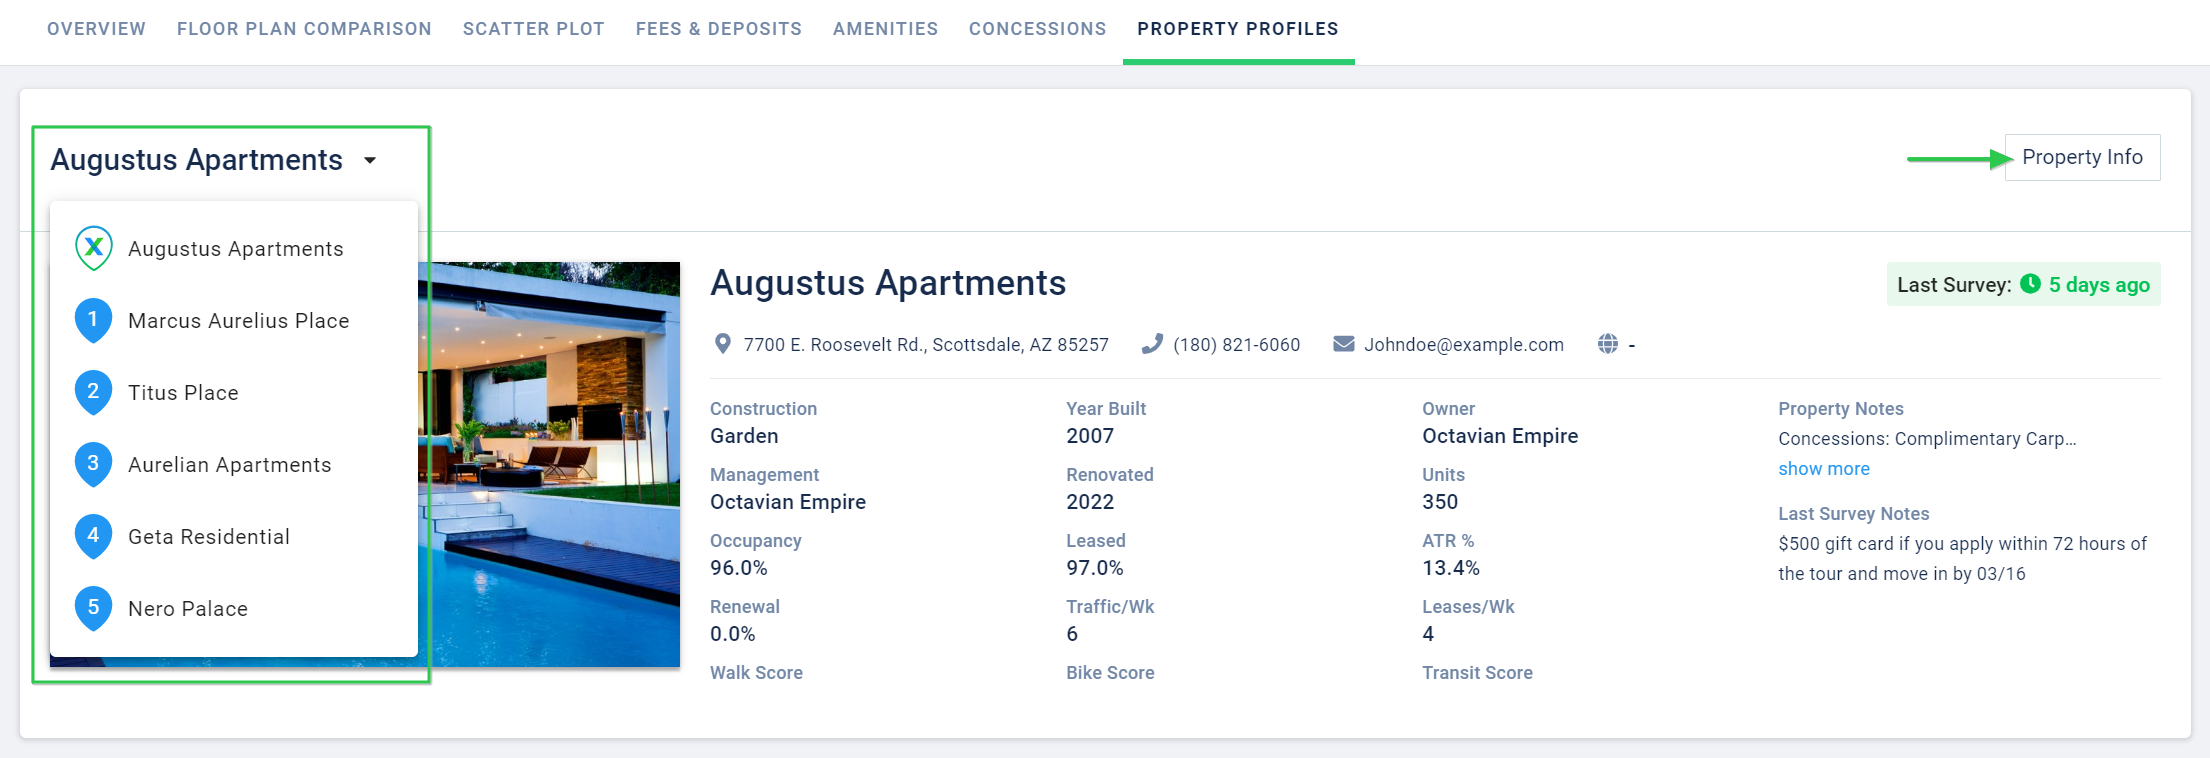 OVERVIEW FLOOR PLAN COMPARISON SCATTER PLOT FEES & DEPOSITS AMENITIES CONCESSIONS PROPERTY PROFILES
Augustus Apartments
Property Info
X Augustus Apartments
1 Marcus Aurelius Place
2 Titus Place
3 Aurelian Apartments
4 Geta Residential
5 Nero Palace
Augustus Apartments
Last Survey: 5 days ago
7700 E. Roosevelt Rd., Scottsdale, AZ 85257 (180) 821-6060 Johndoe@example.com -
Construction
Garden
Year Built
2007
Owner
Octavian Empire
Management
Octavian Empire
Renovated
2022
Units
350
Occupancy
96.0%
Leased
97.0%
ATR %
13.4%
Renewal
0.0%
Traffic/Wk
6
Leases/Wk
4
Walk Score
Bike Score
Transit Score
Property Notes
Concessions: Complimentary Carp...
show more
Last Survey Notes
$500 gift card if you apply within 72 hours of
the tour and move in by 03/16